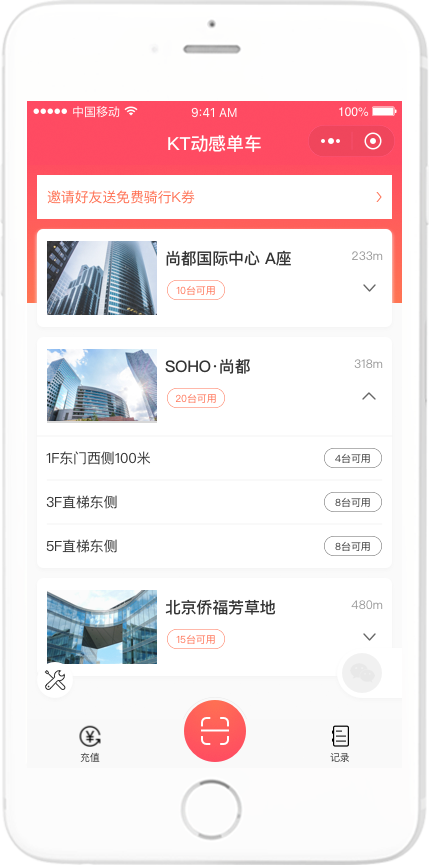 中国移动 9:41 AM 100%
KT动感单车
邀请好友送免费骑行K券
尚都国际中心 A座 233m
10台可用
SOHO·尚都 318m
20台可用
1F东门西侧100米 4台可用
3F直梯东侧 8台可用
5F直梯东侧 8台可用
北京侨福芳草地 480m
15台可用
充值 记录